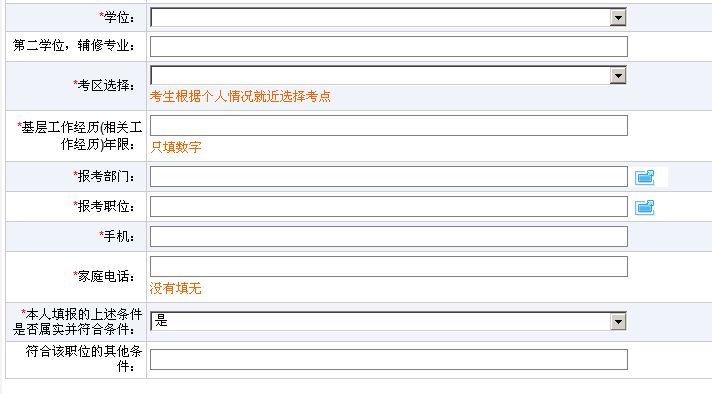 *学位：
第二学位，辅修专业：
*考区选择：
考生根据个人情况就近选择考点
*基层工作经历(相关工
作经历)年限：
只填数字
*报考部门：
*报考职位：
*手机：
*家庭电话：
没有填无
*本人填报的上述条件
是否属实并符合条件：
是
符合该职位的其他条
件：